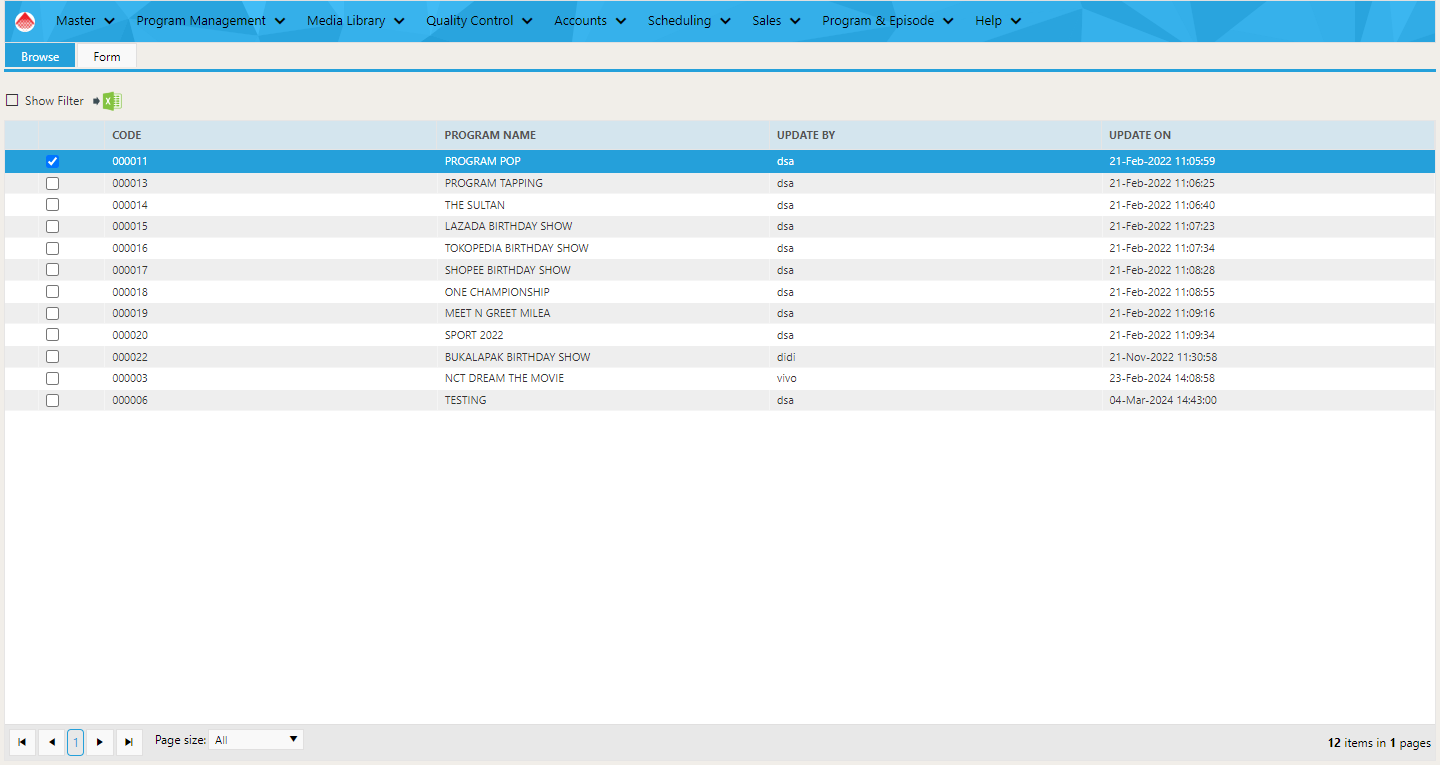 Master Program Management Media Library Quality Control Accounts Scheduling Sales Program & Episode Help
Browse Form
Show Filter
CODE PROGRAM NAME UPDATE BY UPDATE ON
000011 PROGRAM POP dsa 21-Feb-2022 11:05:59
000013 PROGRAM TAPPING dsa 21-Feb-2022 11:06:25
000014 THE SULTAN dsa 21-Feb-2022 11:06:40
000015 LAZADA BIRTHDAY SHOW dsa 21-Feb-2022 11:07:23
000016 TOKOPEDIA BIRTHDAY SHOW dsa 21-Feb-2022 11:07:34
000017 SHOPEE BIRTHDAY SHOW dsa 21-Feb-2022 11:08:28
000018 ONE CHAMPIONSHIP dsa 21-Feb-2022 11:08:55
000019 MEET N GREET MILEA dsa 21-Feb-2022 11:09:16
000020 SPORT 2022 dsa 21-Feb-2022 11:09:34
000022 BUKALAPAK BIRTHDAY SHOW didi 21-Nov-2022 11:30:58
000003 NCT DREAM THE MOVIE vivo 23-Feb-2024 14:08:58
000006 TESTING dsa 04-Mar-2024 14:43:00
1 Page size: All 12 items in 1 pages